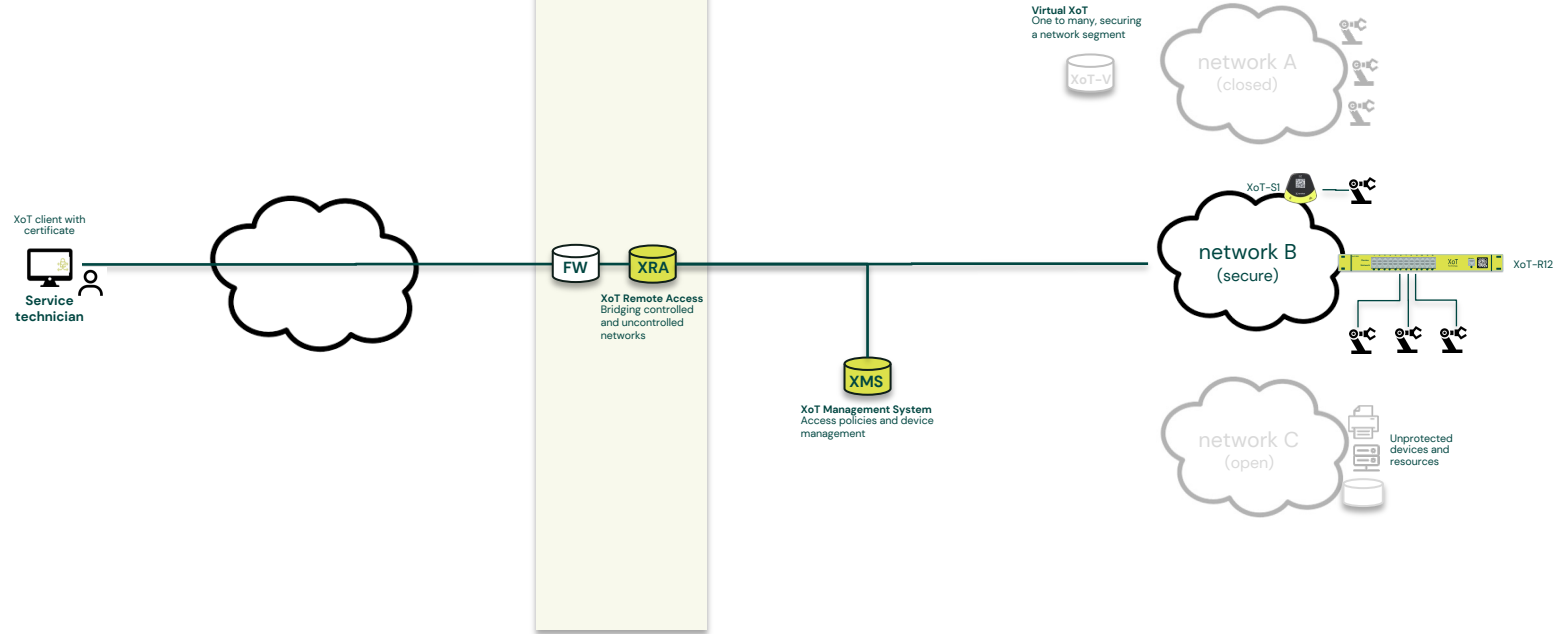 Virtual XoT
One to many, securing
a network segment
XoT-V
network A
(closed)
XoT client with
certificate
Service
technician
FW
XRA
XoT Remote Access
Bridging controlled
and uncontrolled
networks
XMS
XoT Management System
Access policies and device
management
XoT-S1
network B
(secure)
XoT
XoT-R12
network C
(open)
Unprotected
devices and
resources